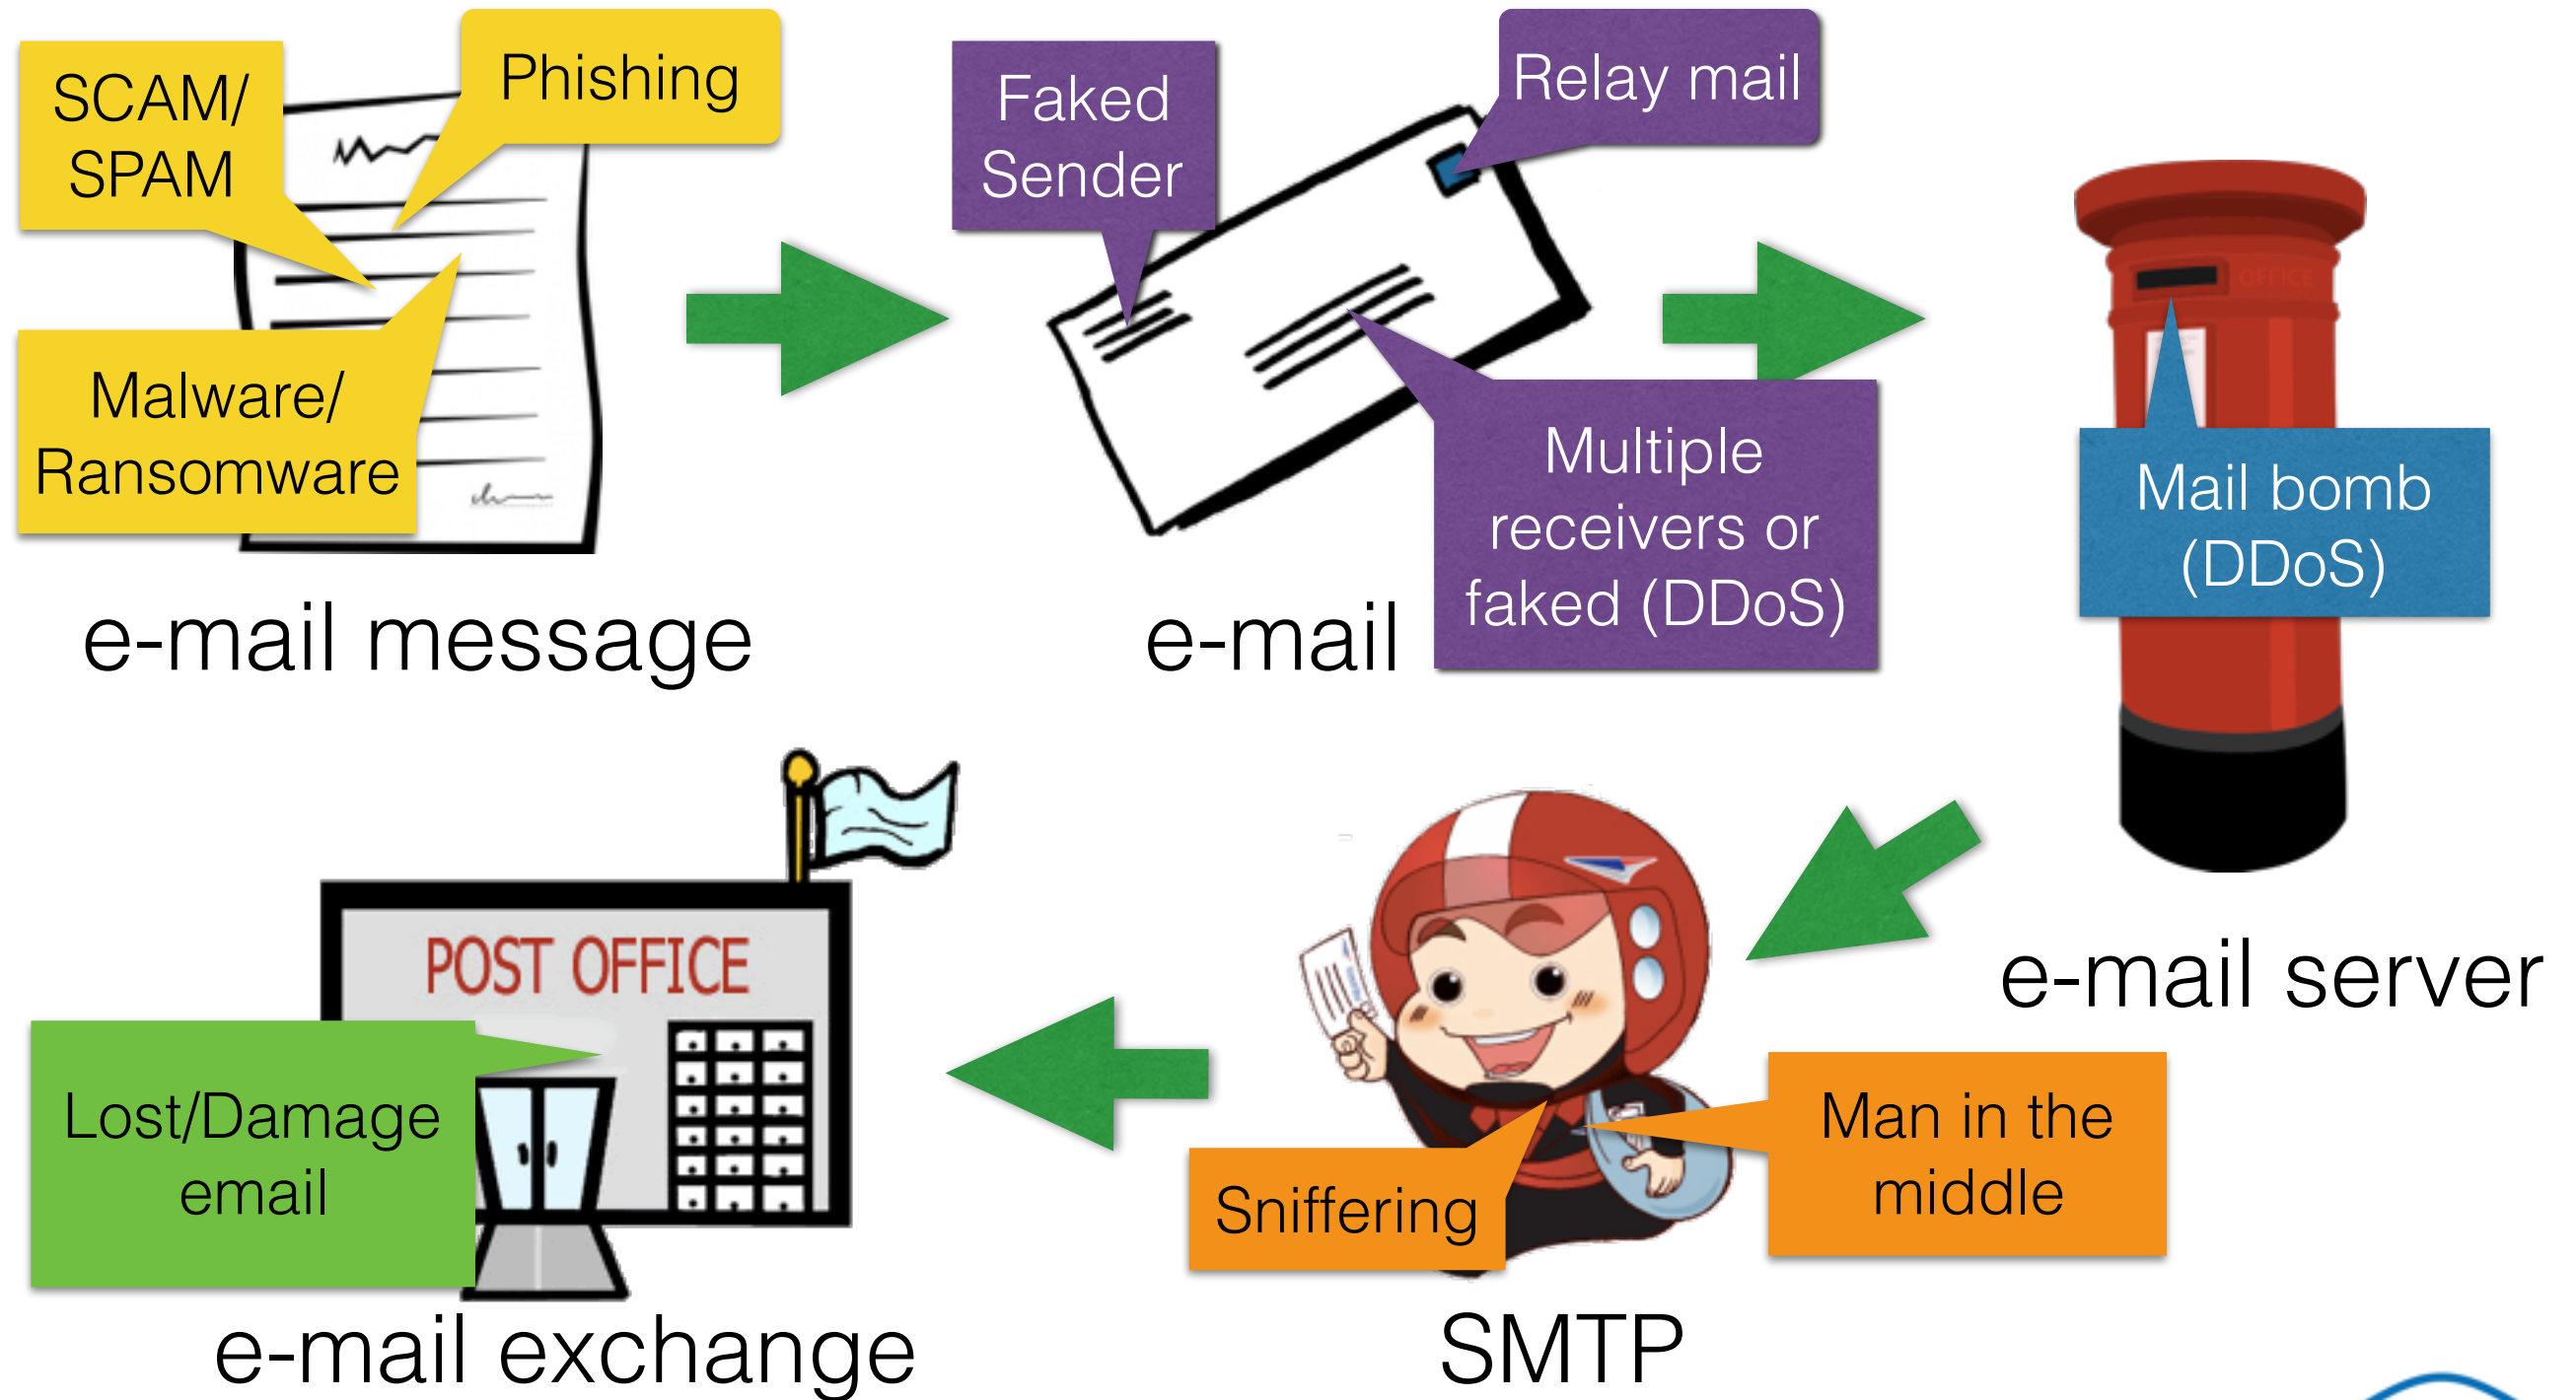 SCAM/
SPAM
Phishing
Malware/
Ransomware
e-mail message
Faked
Sender
Relay mail
Multiple
receivers or
faked (DDoS)
e-mail
OFFICE
Mail bomb
(DDoS)
e-mail server
POST OFFICE
Lost/Damage
email
e-mail exchange
Sniffering
Man in the
middle
SMTP